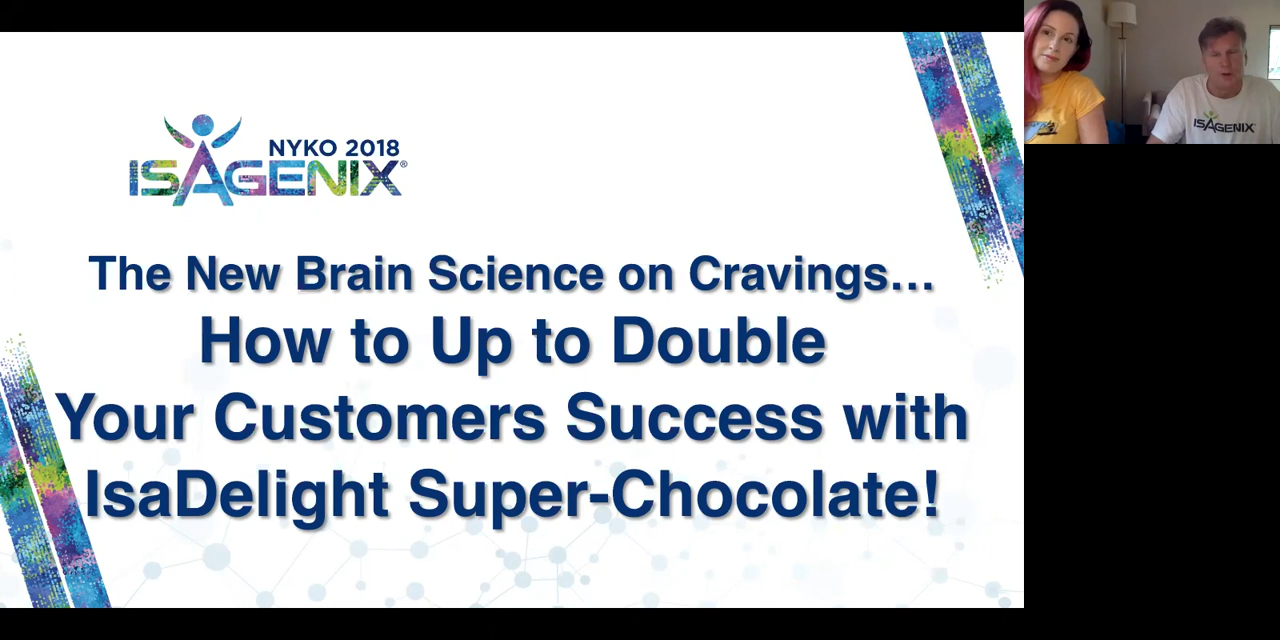 NYKO 2018
ISAGENIX®
The New Brain Science on Cravings...
How to Up to Double
Your Customers Success with
IsaDelight Super-Chocolate!
ISAGENIX